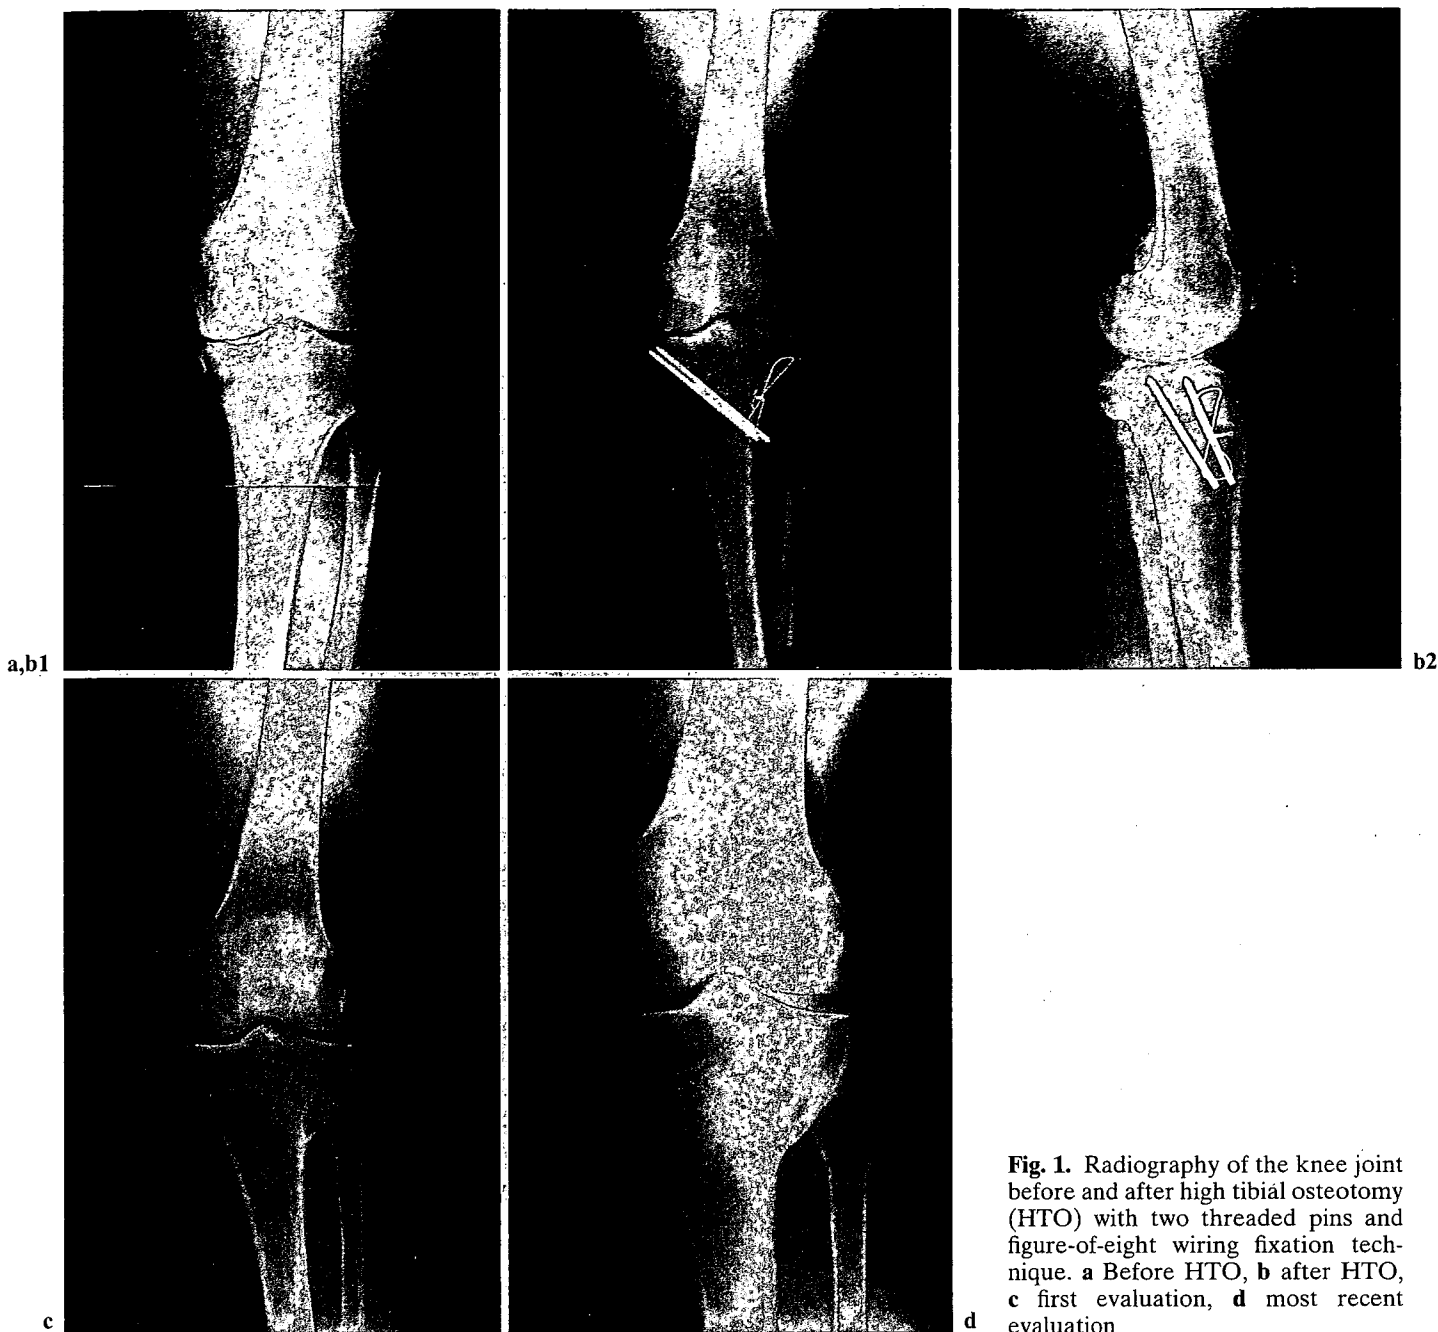 a,b1
b2
c
d
Fig. 1. Radiography of the knee joint
before and after high tibial osteotomy
(HTO) with two threaded pins and
figure-of-eight wiring fixation tech-
nique. a Before HTO, b after HTO,
c first evaluation, d most recent
evaluation